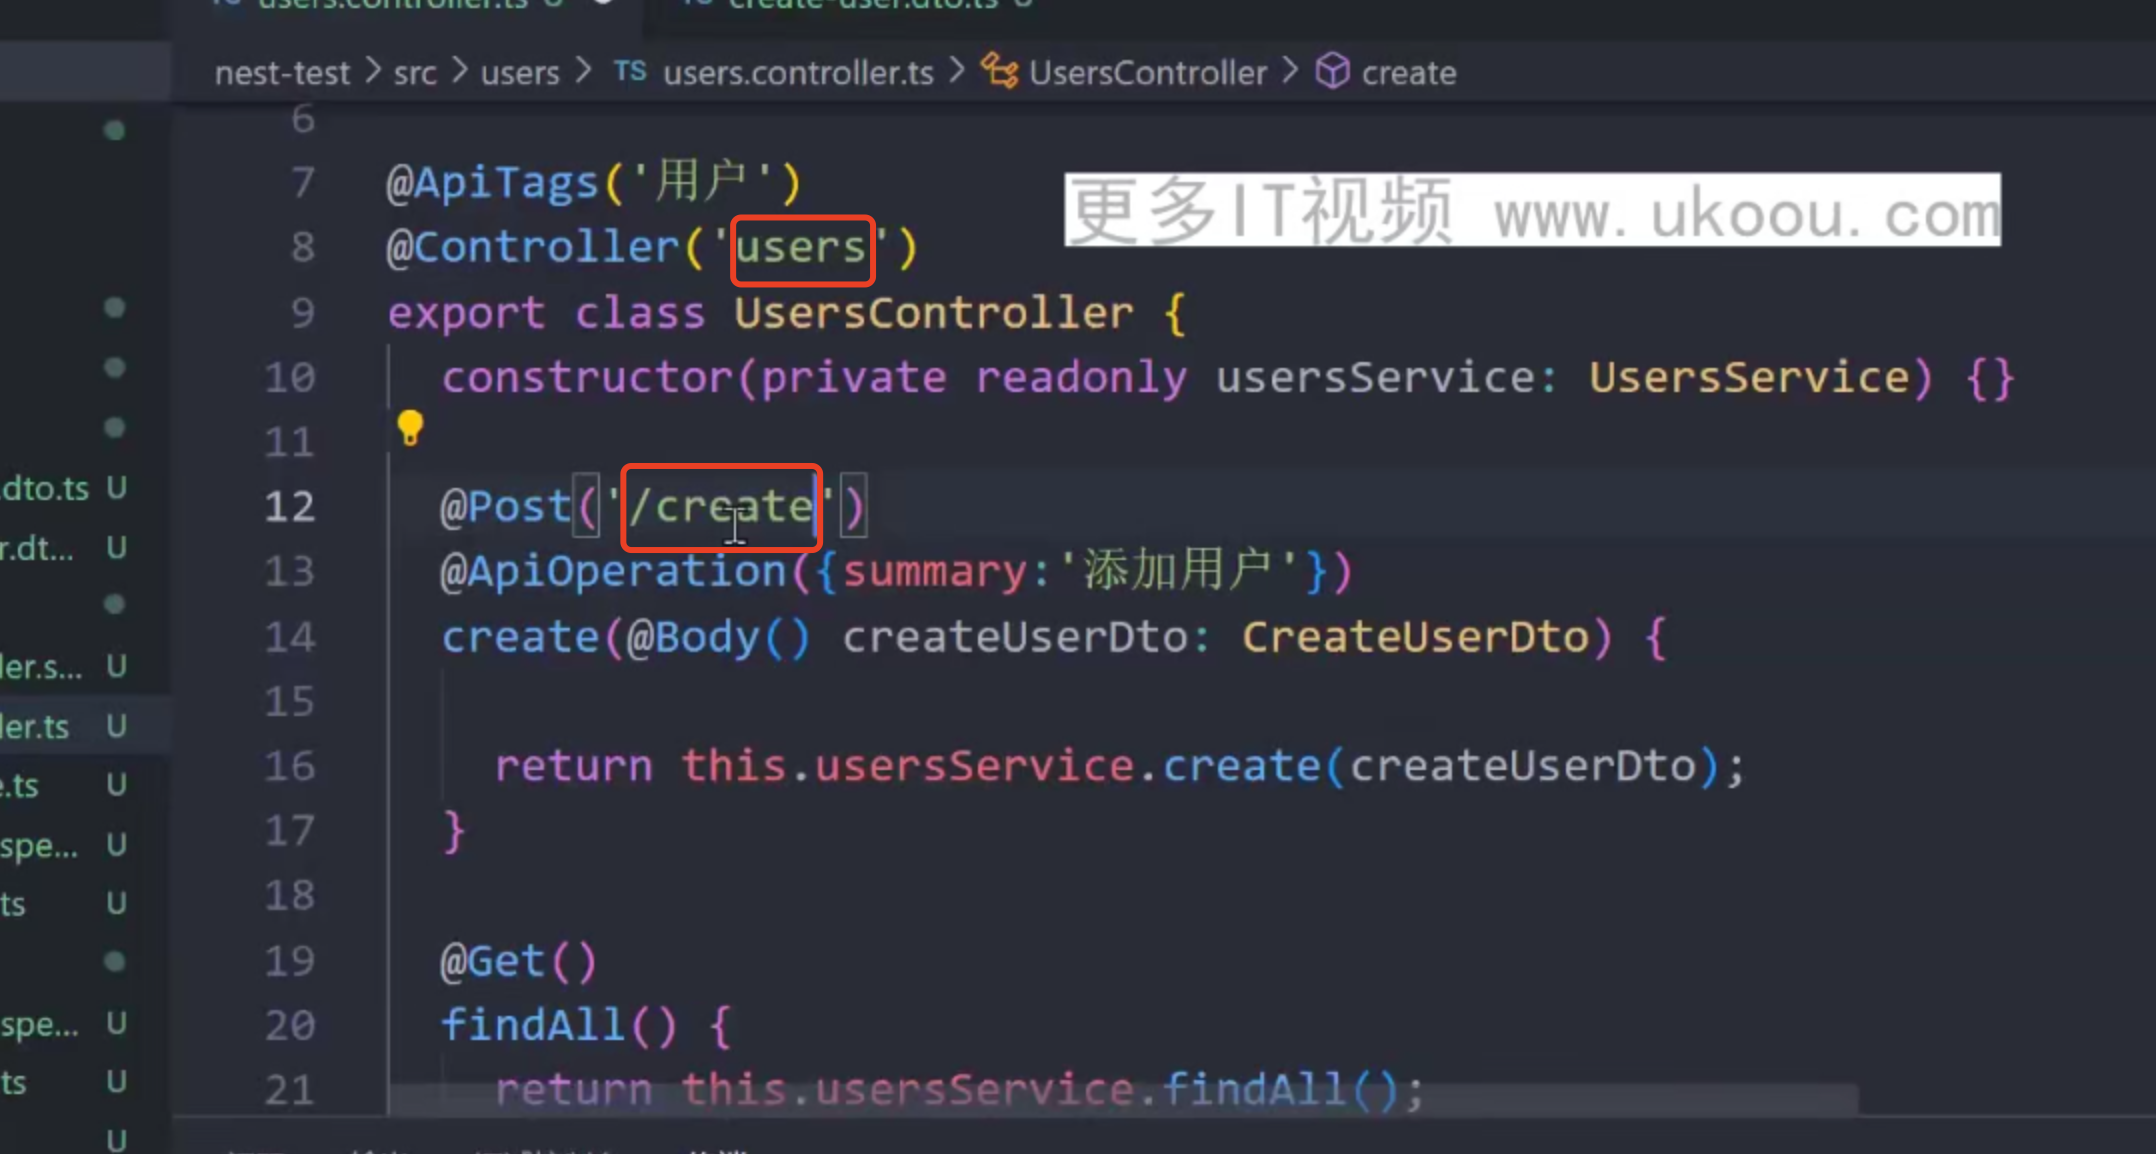 users.controller.ts U
create-user.dto.ts U
nest-test > src > users > TS users.controller.ts > UsersController > create
6
7 @ApiTags('用户')
更多IT视频 www.ukoou.com
8 @Controller('users')
9 export class UsersController {
10 constructor(private readonly usersService: UsersService) {}
11
12 @Post('/create')
13 @ApiOperation({summary:'添加用户'})
14 create(@Body() createUserDto: CreateUserDto) {
15
16 return this.usersService.create(createUserDto);
17 }
18
19 @Get()
20 findAll() {
21 return this.usersService.findAll();
.dto.ts U
r.dt... U
ler.s... U
ler.ts U
e.ts U
spe... U
ts U
spe... U
ts U
U